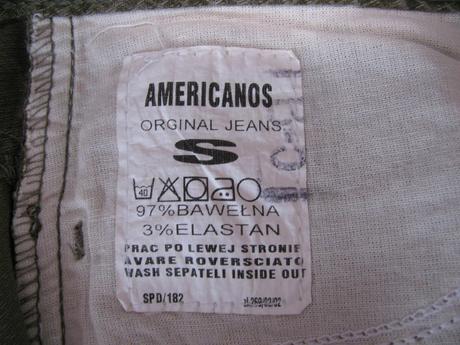 AMERICANOS
ORGINAL JEANS
S
40
97%BAWEŁNA
3%ELASTAN
PRAC PO LEWEJ STRONIE
AVARE ROVERSCIATO
WASH SEPATELI INSIDE OUT
SPD/182